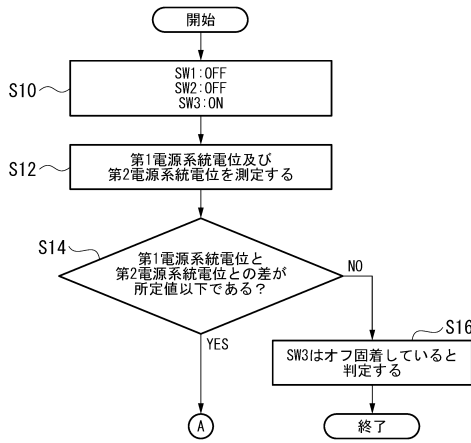 開始
S10
SW1:OFF
SW2:OFF
SW3:ON
S12
第1電源系統電位及び
第2電源系統電位を測定する
S14
第1電源系統電位と
第2電源系統電位との差が
所定値以下である?
NO
YES
S16
SW3はオフ固着していると
判定する
A
終了